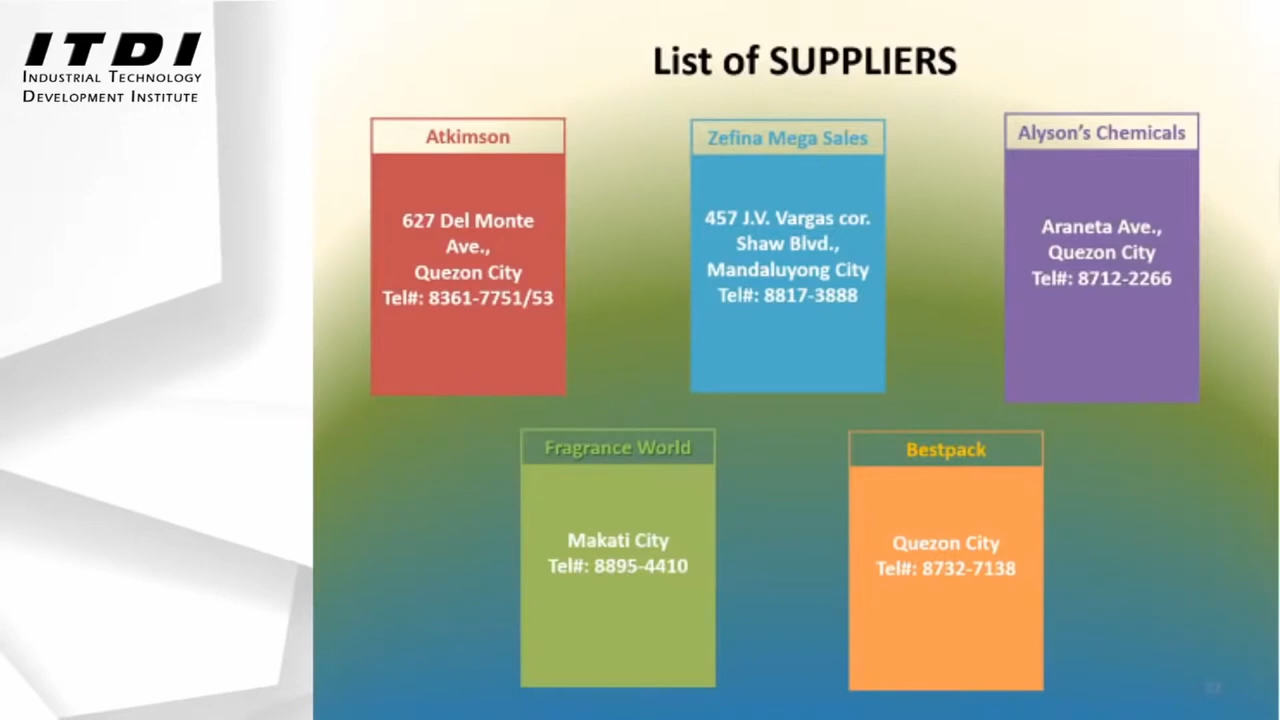 ITDI
INDUSTRIAL TECHNOLOGY
DEVELOPMENT INSTITUTE
List of SUPPLIERS
Atkimson
627 Del Monte
Ave.,
Quezon City
Tel#: 8361-7751/53
Zefina Mega Sales
457 J.V. Vargas cor.
Shaw Blvd.,
Mandaluyong City
Tel#: 8817-3888
Alyson's Chemicals
Araneta Ave.,
Quezon City
Tel#: 8712-2266
Fragrance World
Makati City
Tel#: 8895-4410
Bestpack
Quezon City
Tel#: 8732-7138